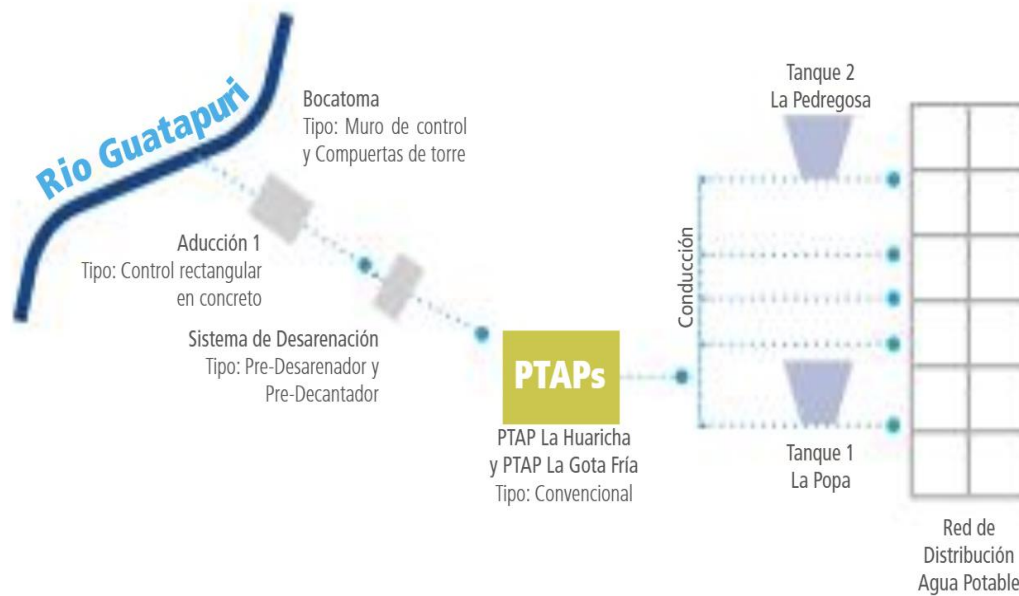 Rio Guatapuri
Bocatoma
Tipo: Muro de control
y Compuertas de torre
Aducción 1
Tipo: Control rectangular
en concreto
Sistema de Desarenación
Tipo: Pre-Desarenador y
Pre-Decantador
PTAPs
PTAP La Huaricha
y PTAP La Gota Fría
Tipo: Convencional
Conducción
Tanque 2
La Pedregosa
Tanque 1
La Popa
Red de
Distribución
Agua Potable